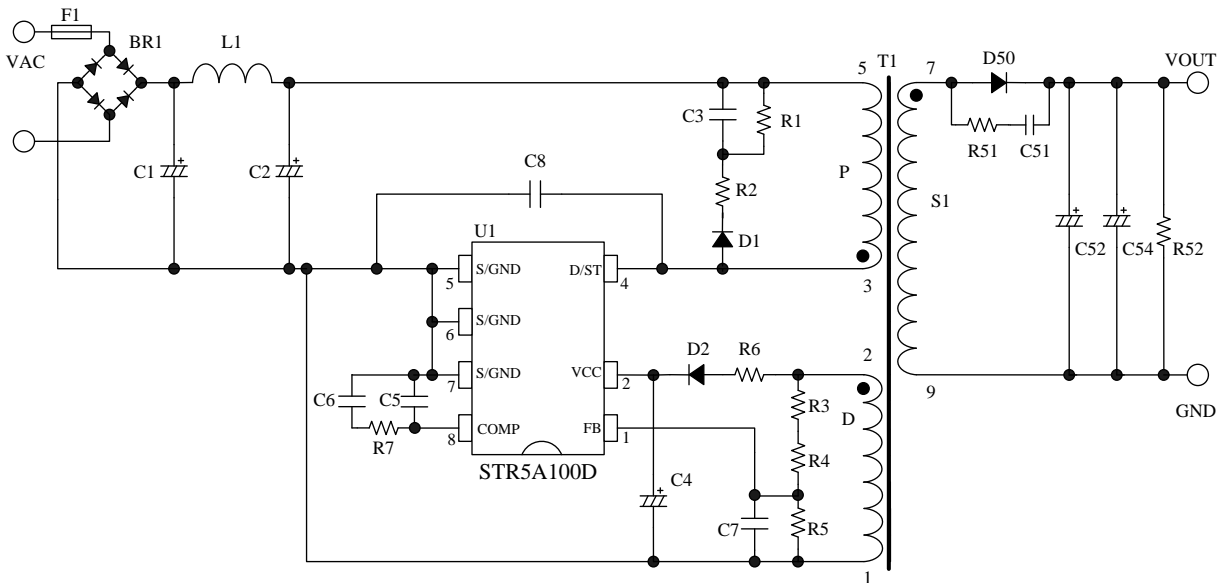 F1
BR1
VAC
L1
C1
C2
C3
R1
R2
D1
C8
P
5
T1
3
7
S1
9
D50
R51
C51
VOUT
C52
C54
R52
GND
U1
S/GND
5
D/ST
4
S/GND
6
S/GND
7
VCC
2
COMP
8
FB
1
STR5A100D
C6
C5
R7
D2
R6
2
D
R3
R4
R5
C4
C7
1